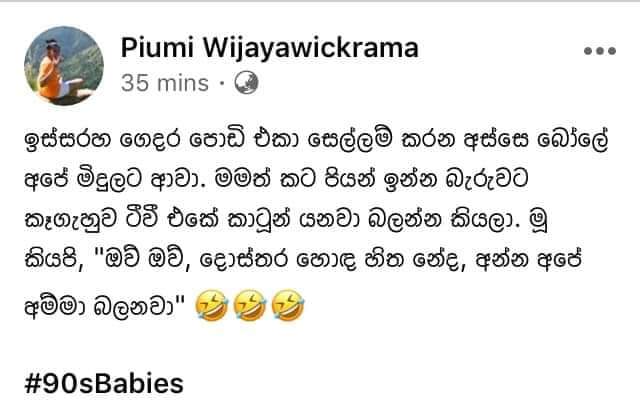 Piumi Wijayawickrama
35 mins ·
ඉස්සරහ ගෙදර පොඩි එකා සෙල්ලම් කරන අස්සෙ බෝලේ
අපේ මිදුලට ආවා. මමත් කට පියන් ඉන්න බැරුවට
කෑගැහුව ටීවී එකේ කාටූන් යනවා බලන්න කියලා. මූ
කියපි, "ඔව් ඔව්, දොස්තර හොඳ හිත නේද, අන්න අපේ
අම්මා බලනවා" 🤣🤣🤣
#90sBabies